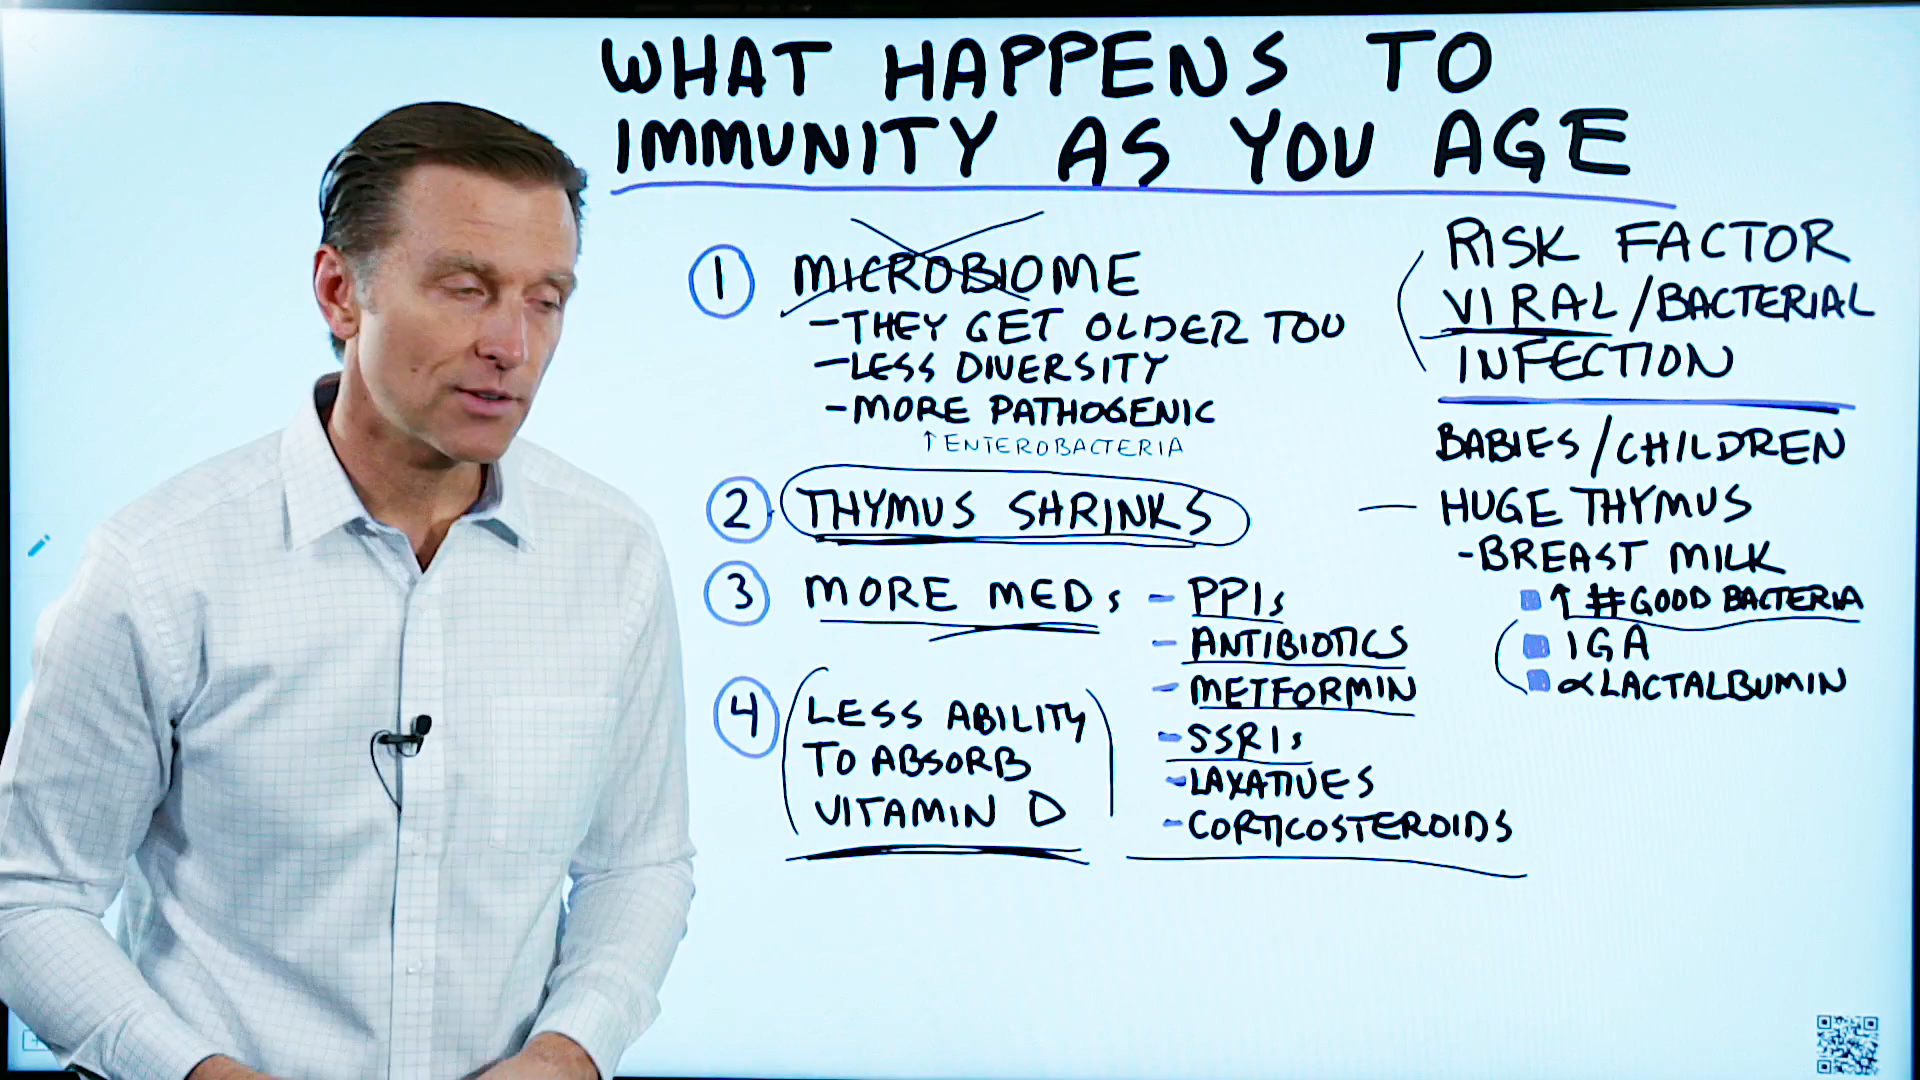 WHAT HAPPENS TO
IMMUNITY AS YOU AGE
1 MICROBIOME
-THEY GET OLDER TOO
-LESS DIVERSITY
-MORE PATHOGENIC
↑ENTEROBACTERIA
2 THYMUS SHRINKS
3 MORE MEDs
- PPIs
- ANTIBIOTICS
- METFORMIN
-SSRIs
-LAXATIVES
-CORTICOSTEROIDS
4 LESS ABILITY
TO ABSORB
VITAMIN D
RISK FACTOR
VIRAL/BACTERIAL
INFECTION
BABIES/CHILDREN
— HUGE THYMUS
-BREAST MILK
↑ #GOOD BACTERIA
IGA
αLACTALBUMIN